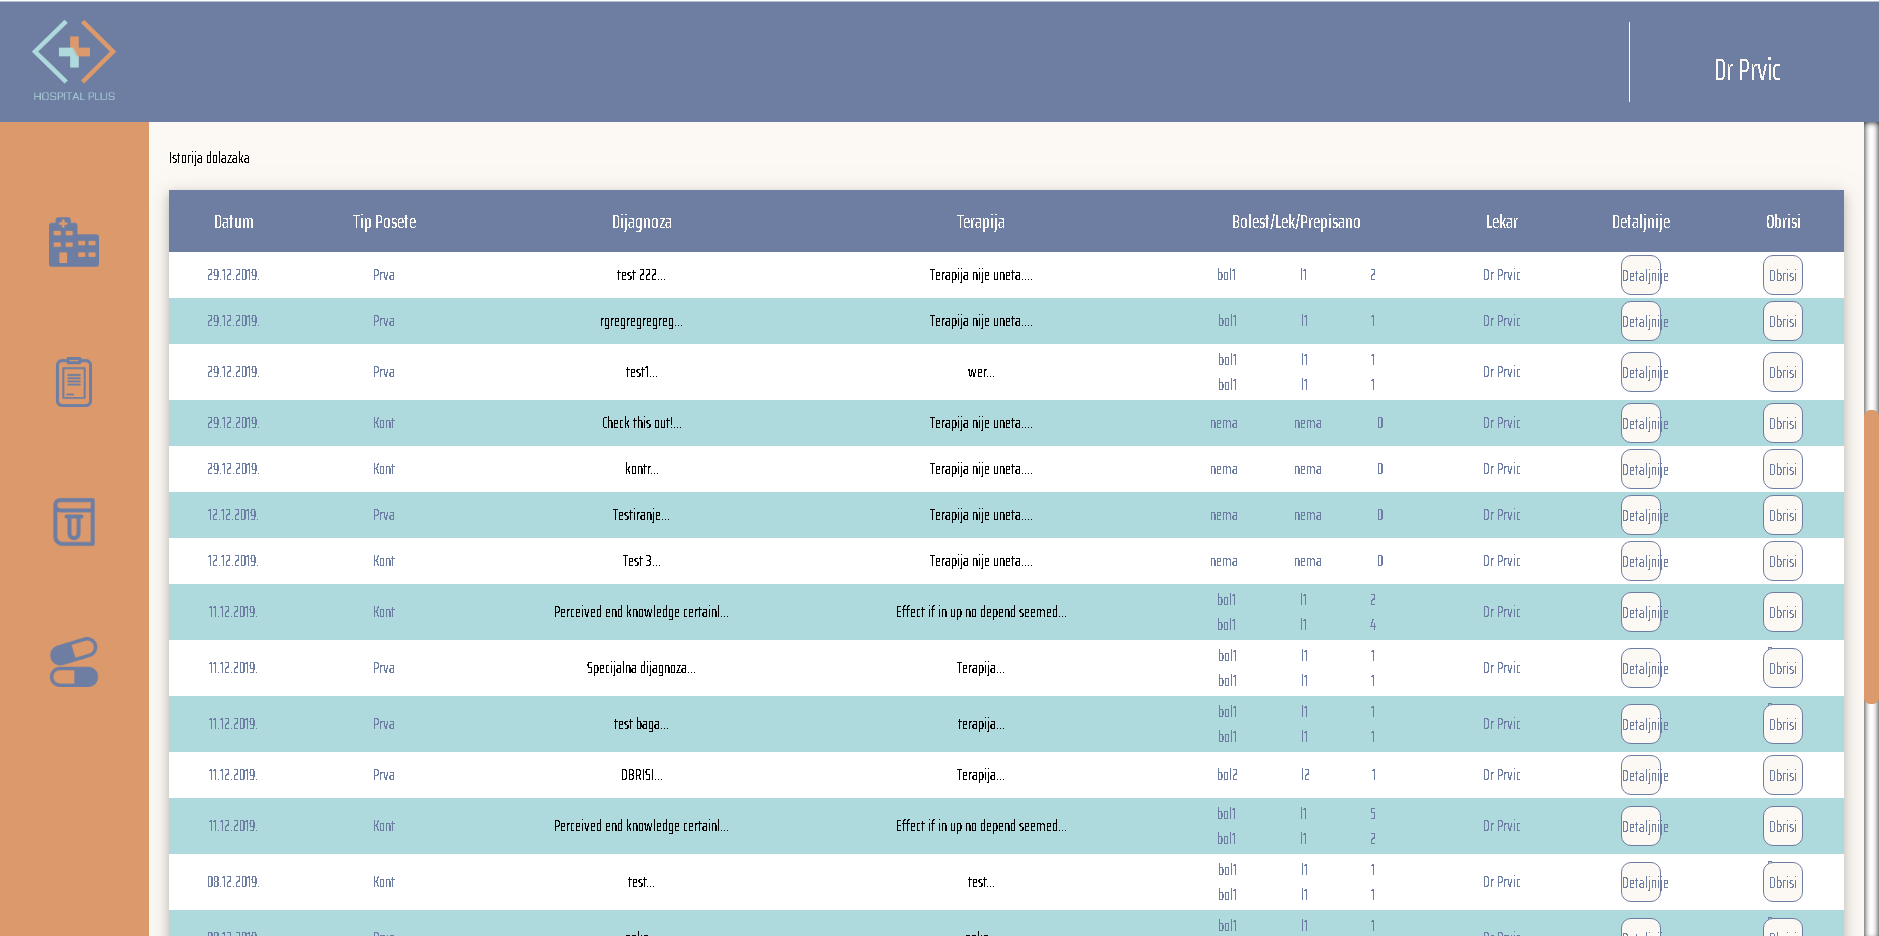 HOSPITAL PLUS
Dr Prvic
Istorija dolazaka
Datum Tip Posete Dijagnoza Terapija Bolest/Lek/Prepisano Lekar Detaljnije Obrisi
29.12.2019. Prva test 222... Terapija nije uneta.... bol1 l1 2 Dr Prvic Detaljnije Obrisi
29.12.2019. Prva rgregregregreg... Terapija nije uneta.... bol1 l1 1 Dr Prvic Detaljnije Obrisi
bol1 l1 1
29.12.2019. Prva test1... wer... Dr Prvic Detaljnije Obrisi
bol1 l1 1
29.12.2019. Kont Check this out!... Terapija nije uneta.... nema nema 0 Dr Prvic Detaljnije Obrisi
29.12.2019. Kont kontr... Terapija nije uneta.... nema nema 0 Dr Prvic Detaljnije Obrisi
12.12.2019. Prva Testiranje... Terapija nije uneta.... nema nema 0 Dr Prvic Detaljnije Obrisi
12.12.2019. Kont Test 3... Terapija nije uneta.... nema nema 0 Dr Prvic Detaljnije Obrisi
bol1 l1 2
11.12.2019. Kont Perceived end knowledge certainl... Effect if in up no depend seemed... Dr Prvic Detaljnije Obrisi
bol1 l1 4
bol1 l1 1
11.12.2019. Prva Specijalna dijagnoza... Terapija... Dr Prvic Detaljnije Obrisi
bol1 l1 1
bol1 l1 1
11.12.2019. Prva test baga... terapija... Dr Prvic Detaljnije Obrisi
bol1 l1 1
11.12.2019. Prva OBRISI... Terapija... bol2 l2 1 Dr Prvic Detaljnije Obrisi
bol1 l1 5
11.12.2019. Kont Perceived end knowledge certainl... Effect if in up no depend seemed... Dr Prvic Detaljnije Obrisi
bol1 l1 2
bol1 l1 1
08.12.2019. Kont test... test... Dr Prvic Detaljnije Obrisi
bol1 l1 1
bol1 l1 1